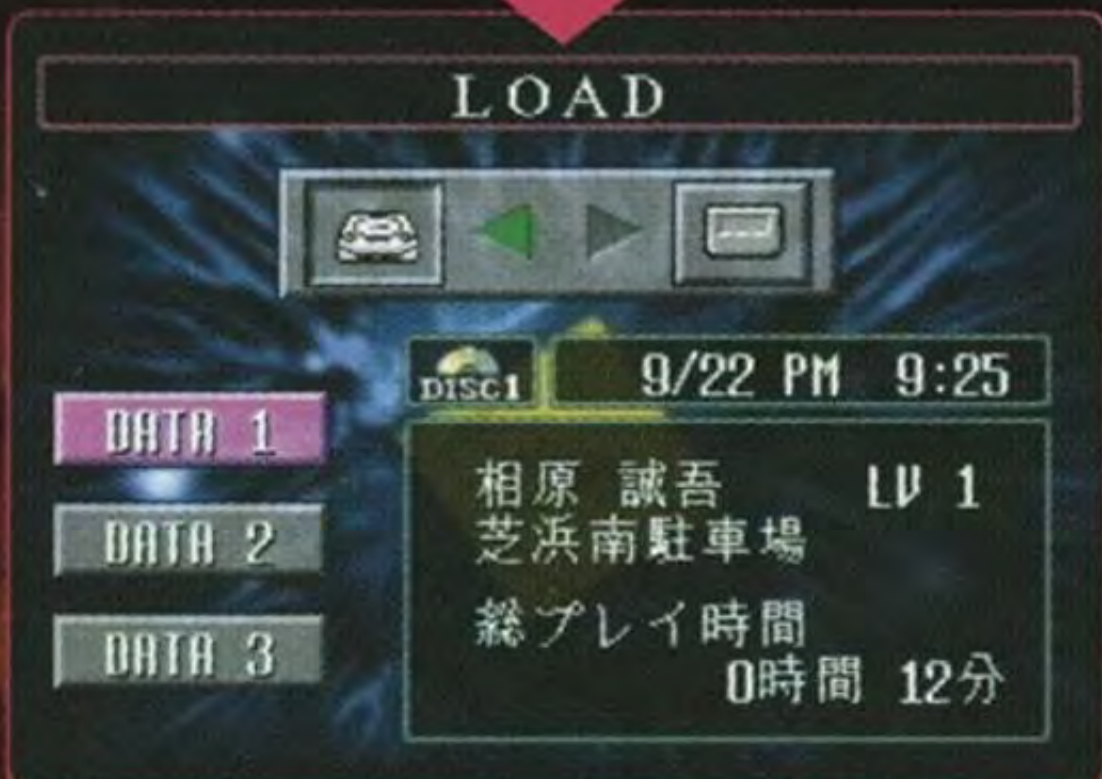 LOAD
DISC1
9/22 PM 9:25
DATA 1
DATA 2
DATA 3
相原 誠吾 LV 1
芝浜南駐車場
総プレイ時間
0時間 12分